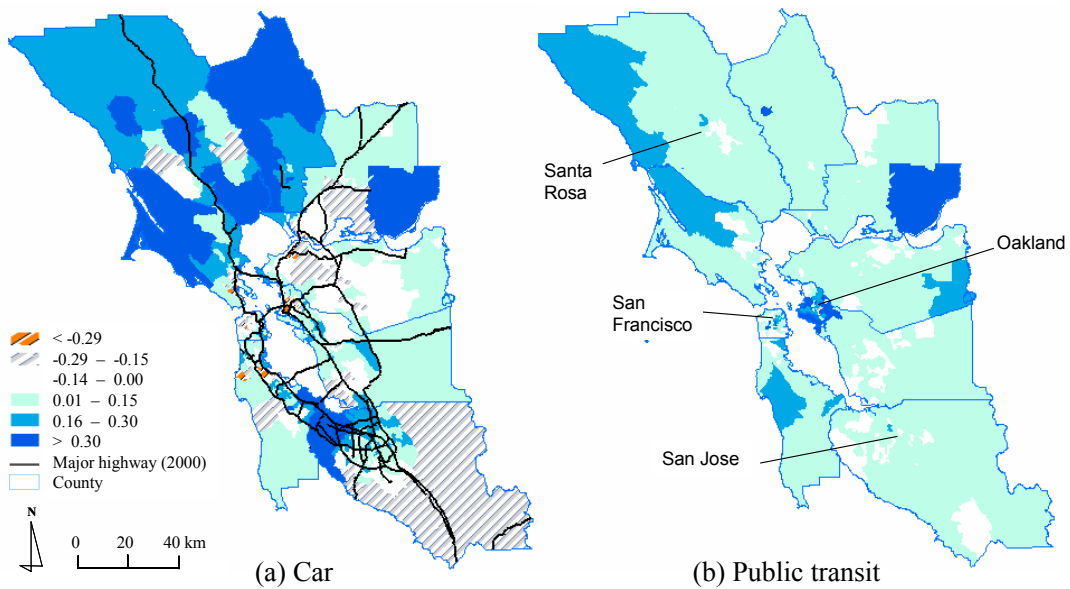 Santa
Rosa
Oakland
San
Francisco
San Jose
< -0.29
-0.29 – -0.15
-0.14 – 0.00
0.01 – 0.15
0.16 – 0.30
> 0.30
Major highway (2000)
County
N
0 20 40 km
(a) Car
(b) Public transit